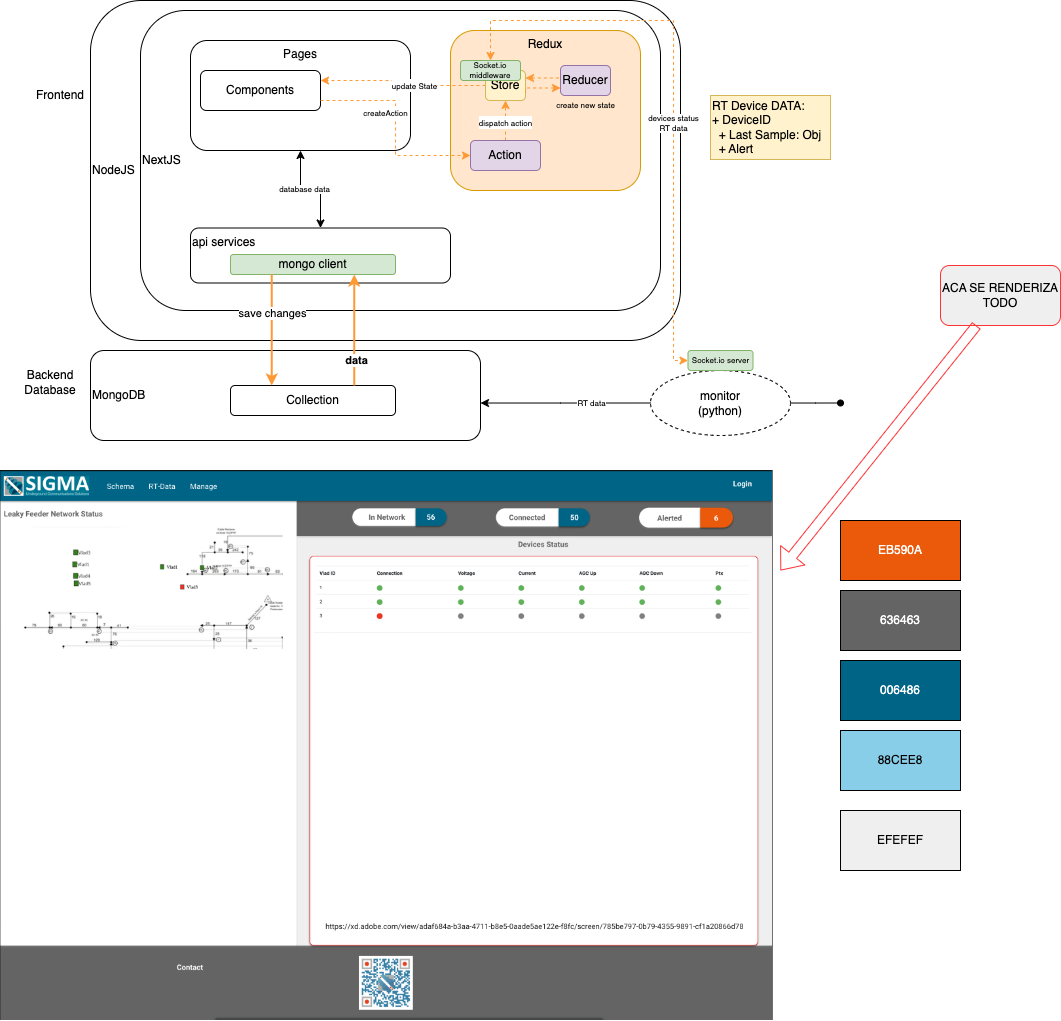 Frontend
NodeJS
NextJS
Pages
Components
Redux
Socket.io
middleware
Store
Reducer
update State
createAction
create new state
dispatch action
Action
devices status
RT data
RT Device DATA:
+ DeviceID
+ Last Sample: Obj
+ Alert
database data
api services
mongo client
save changes
data
Backend
Database
MongoDB
Collection
RT data
Socket.io server
monitor
(python)
ACA SE RENDERIZA
TODO
SIGMA
Underground Communications Solutions
Schema
RT-Data
Manage
Login
Leaky Feeder Network Status
In Network
56
Connected
50
Alerted
6
Devices Status
Vlad ID
Connection
Voltage
Current
AGC Up
AGC Down
Ptx
1
2
3
https://xd.adobe.com/view/adaf684a-b3aa-4711-b8e5-0aade5ae122e-f8fc/screen/785be797-0b79-4355-9891-cf1a20866d78
Contact
EB590A
636463
006486
88CEE8
EFEFEF